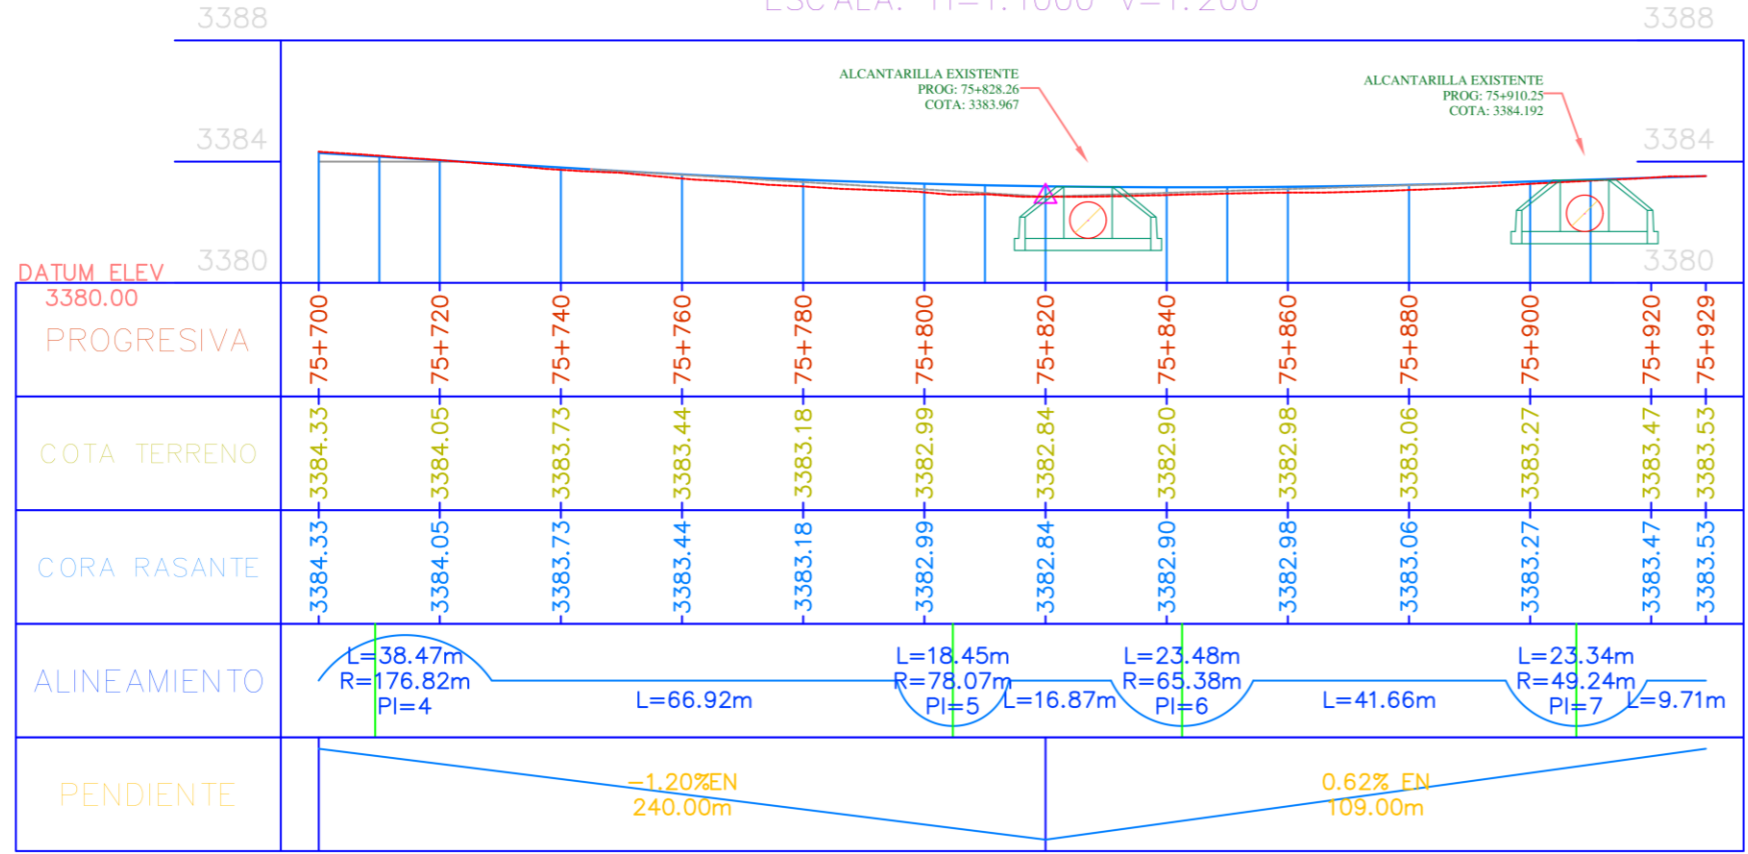 ESCALA: H=1:1000 V=1:200
3388
3388
ALCANTARILLA EXISTENTE
PROG: 75+828.26
COTA: 3383.967
ALCANTARILLA EXISTENTE
PROG: 75+910.25
COTA: 3384.192
3384
3384
3380
3380
DATUM ELEV
3380.00
PROGRESIVA
75+700
75+720
75+740
75+760
75+780
75+800
75+820
75+840
75+860
75+880
75+900
75+920
75+929
COTA TERRENO
3384.33
3384.05
3383.73
3383.44
3383.18
3382.99
3382.84
3382.90
3382.98
3383.06
3383.27
3383.47
3383.53
CORA RASANTE
3384.33
3384.05
3383.73
3383.44
3383.18
3382.99
3382.84
3382.90
3382.98
3383.06
3383.27
3383.47
3383.53
ALINEAMIENTO
L=38.47m
R=176.82m
PI=4
L=66.92m
L=18.45m
R=78.07m
PI=5
L=16.87m
L=23.48m
R=65.38m
PI=6
L=41.66m
L=23.34m
R=49.24m
PI=7
L=9.71m
PENDIENTE
-1.20%EN
240.00m
0.62% EN
109.00m